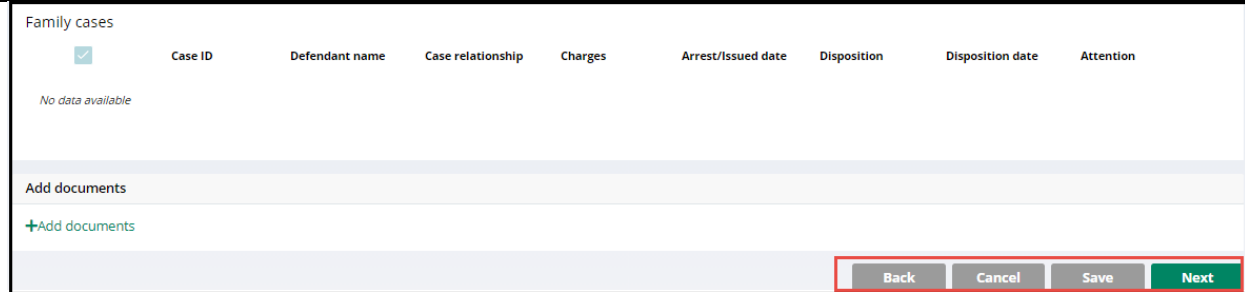 Family cases
Case ID Defendant name Case relationship Charges Arrest/Issued date Disposition Disposition date Attention
No data available
Add documents
+Add documents
Back Cancel Save Next